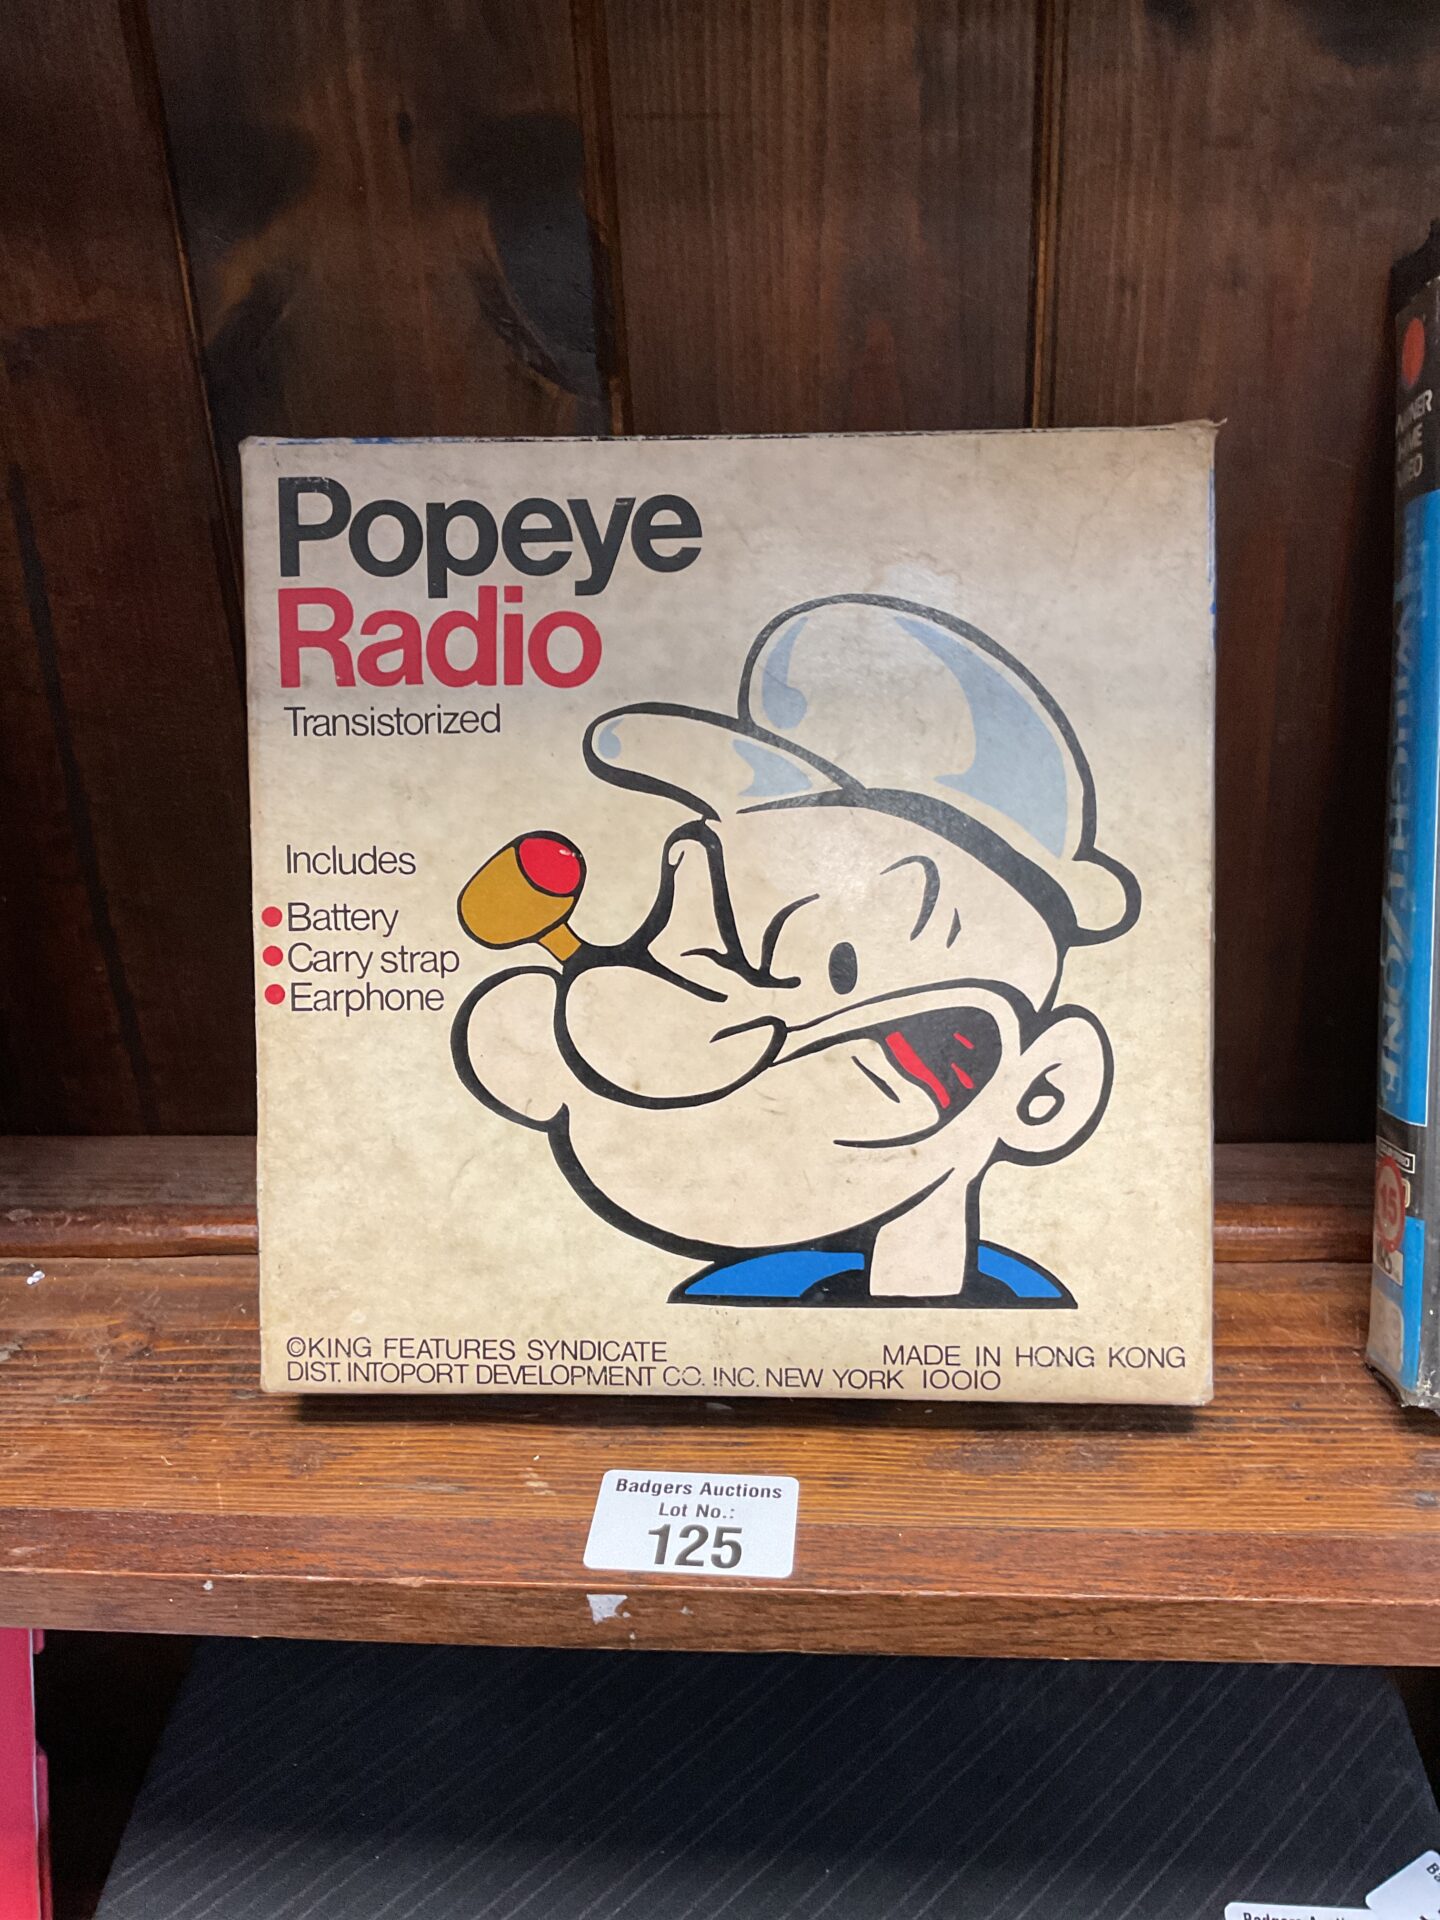 Popeye
Radio
Transistorized
Includes
Battery
Carry strap
Earphone
©KING FEATURES SYNDICATE
DIST. INTOPORT DEVELOPMENT CO. INC. NEW YORK 10010
MADE IN HONG KONG
Badgers Auctions
Lot No.:
125
15